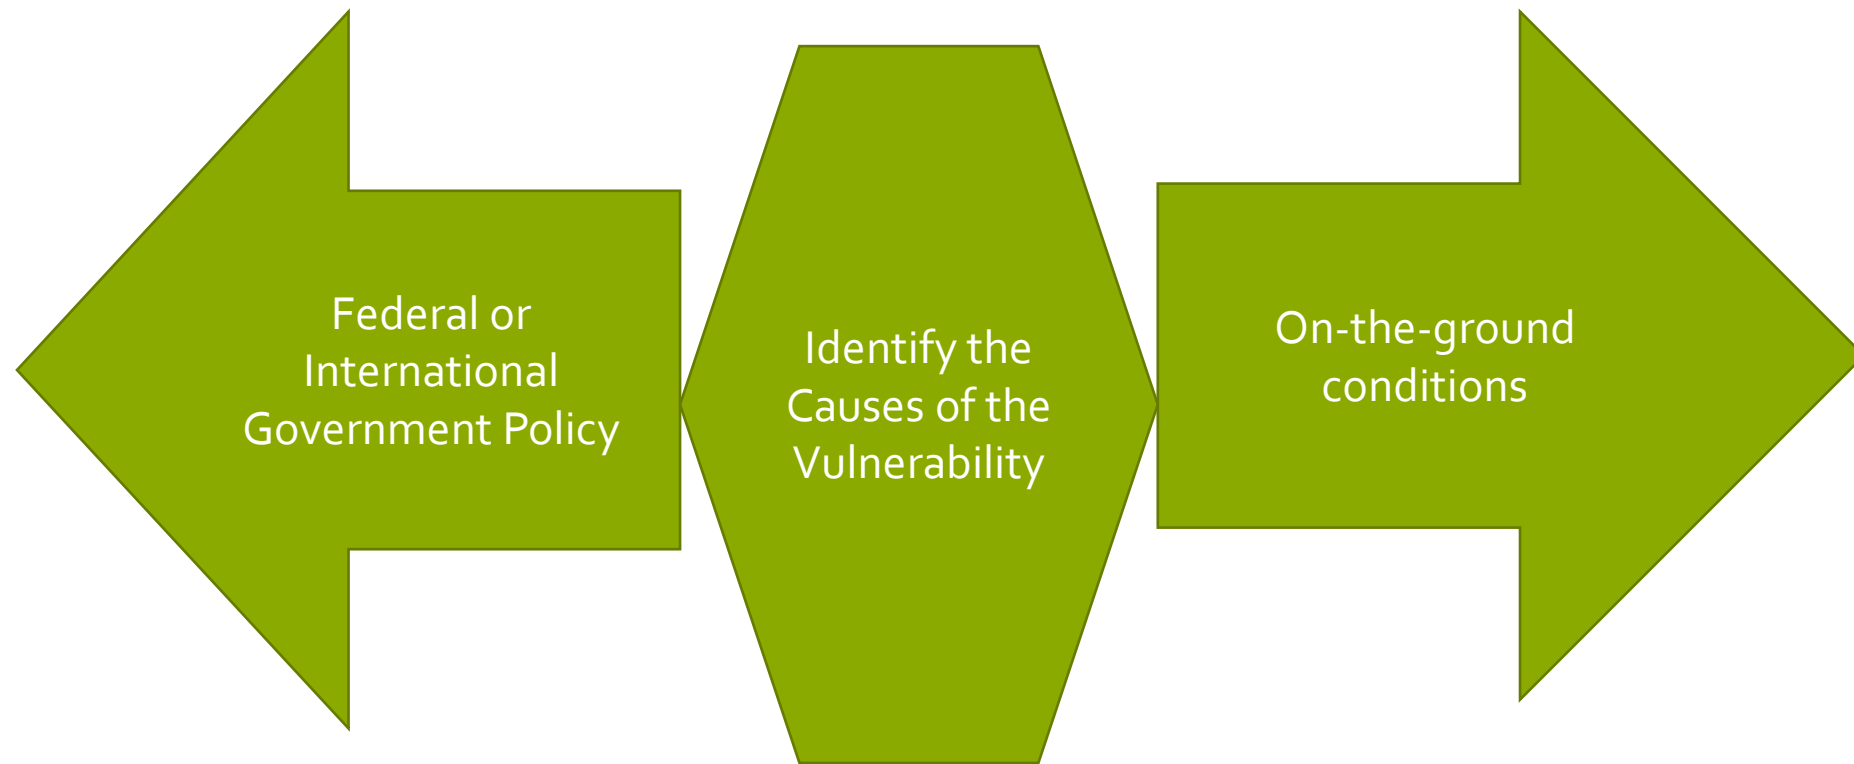 Federal or
International
Government Policy
Identify the
Causes of the
Vulnerability
On-the-ground
conditions